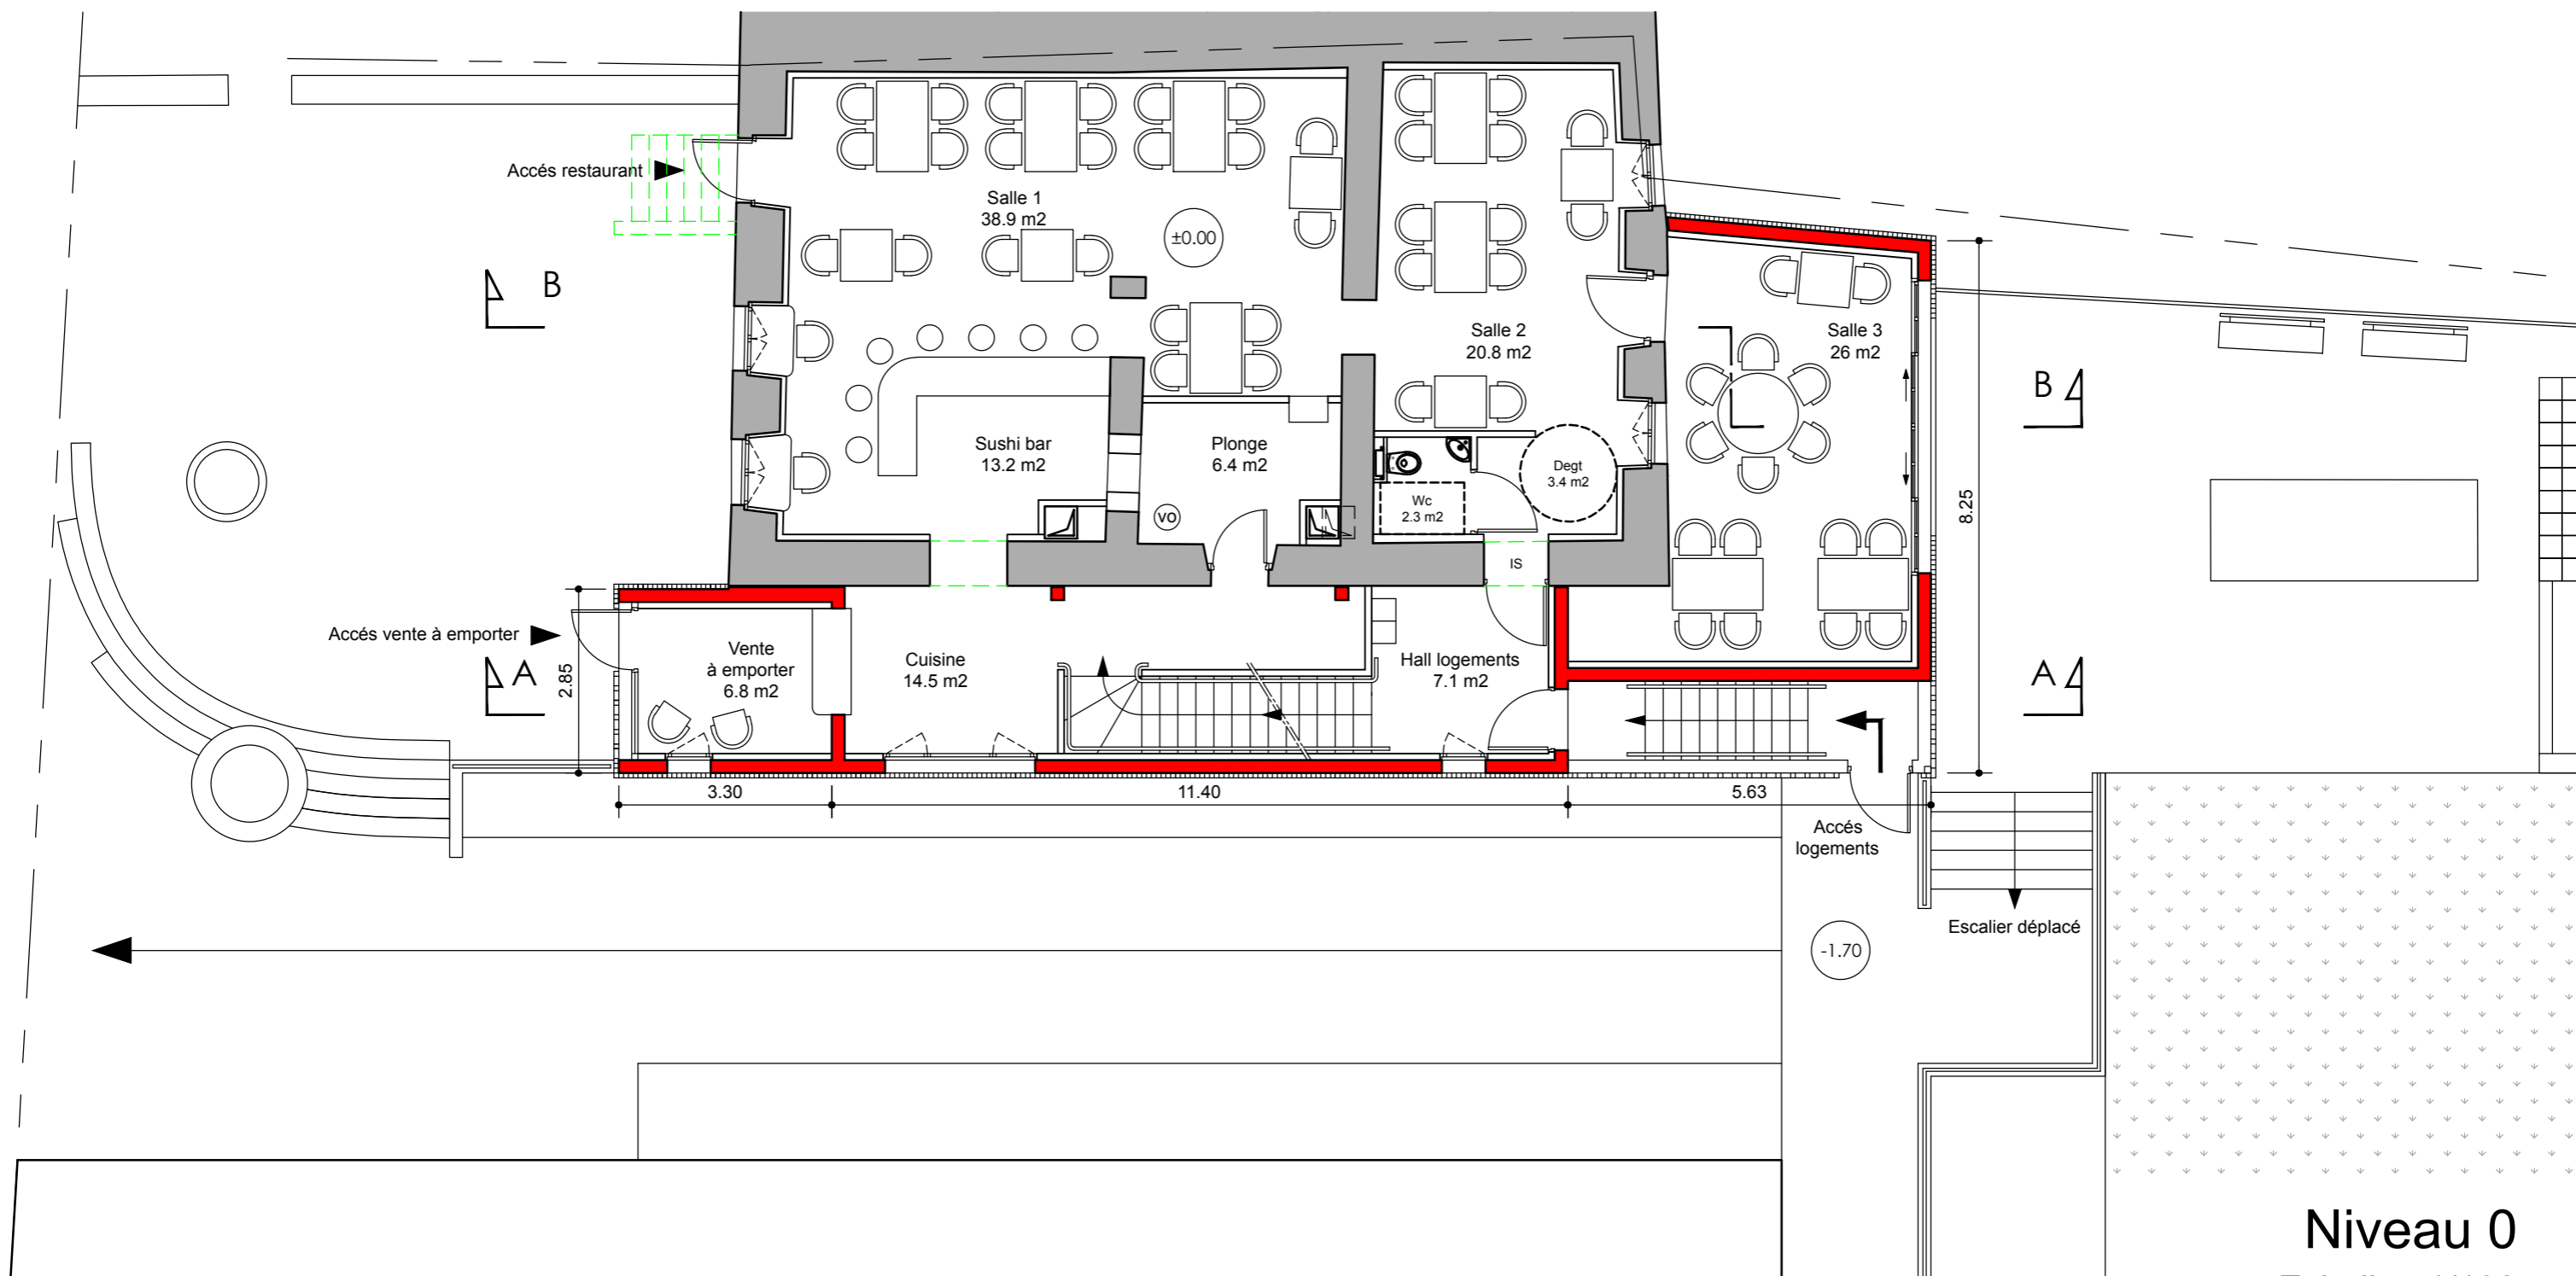 Accés restaurant
Salle 1
38.9 m2
±0.00
B
Salle 2
20.8 m2
Salle 3
26 m2
B
Sushi bar
13.2 m2
Plonge
6.4 m2
Degt
3.4 m2
Wc
2.3 m2
VO
IS
8.25
Accés vente à emporter
2.85
A
Vente
à emporter
6.8 m2
Cuisine
14.5 m2
Hall logements
7.1 m2
A
3.30
11.40
5.63
Accés
logements
Escalier déplacé
-1.70
Niveau 0